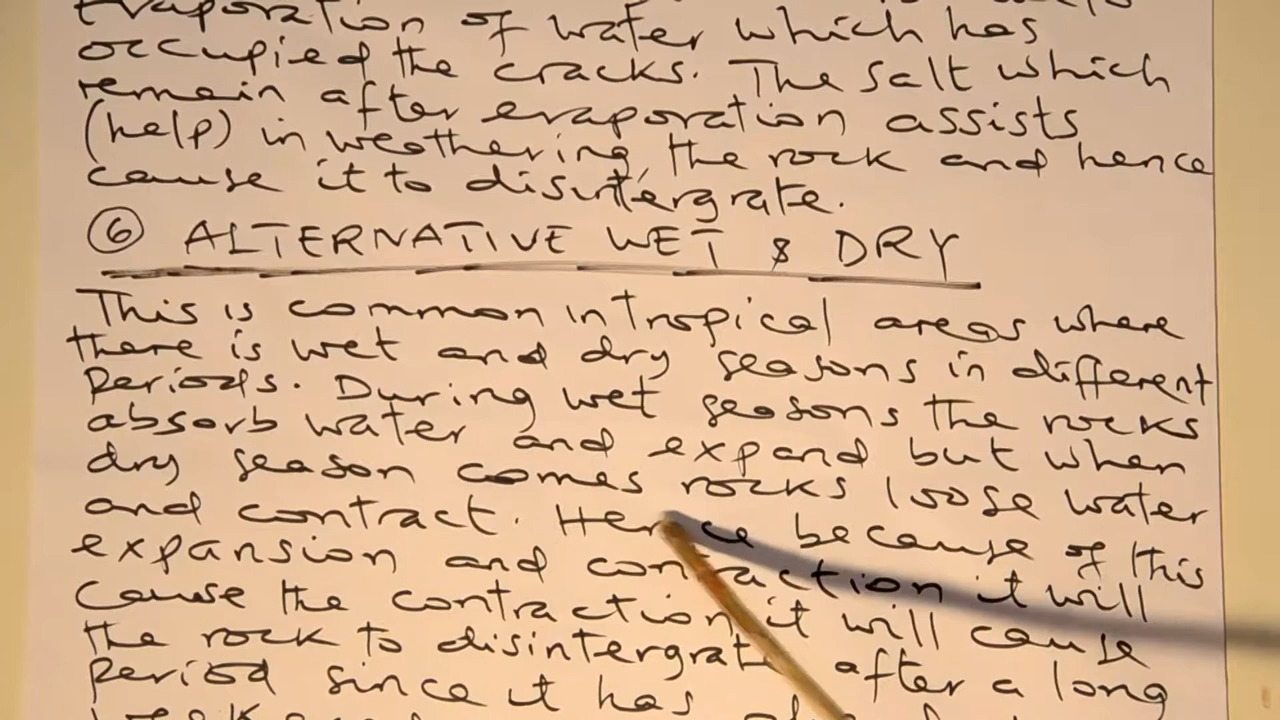 Evaporation of water which has
occupied the cracks. The salt which
remain after evaporation assists
(help) in weathering, the rock and hence
cause it to disintergrate.
⑥ ALTERNATIVE WET & DRY
This is common in Tropical areas where
there is wet and dry seasons in different
Periods. During wet seasons the rocks
absorb water and expand but when
dry season comes rocks loose water
and contract. Hence because of this
expansion and contraction it will
Cause the contraction it will cause
the rock to disintergrate after a long
Period since it has